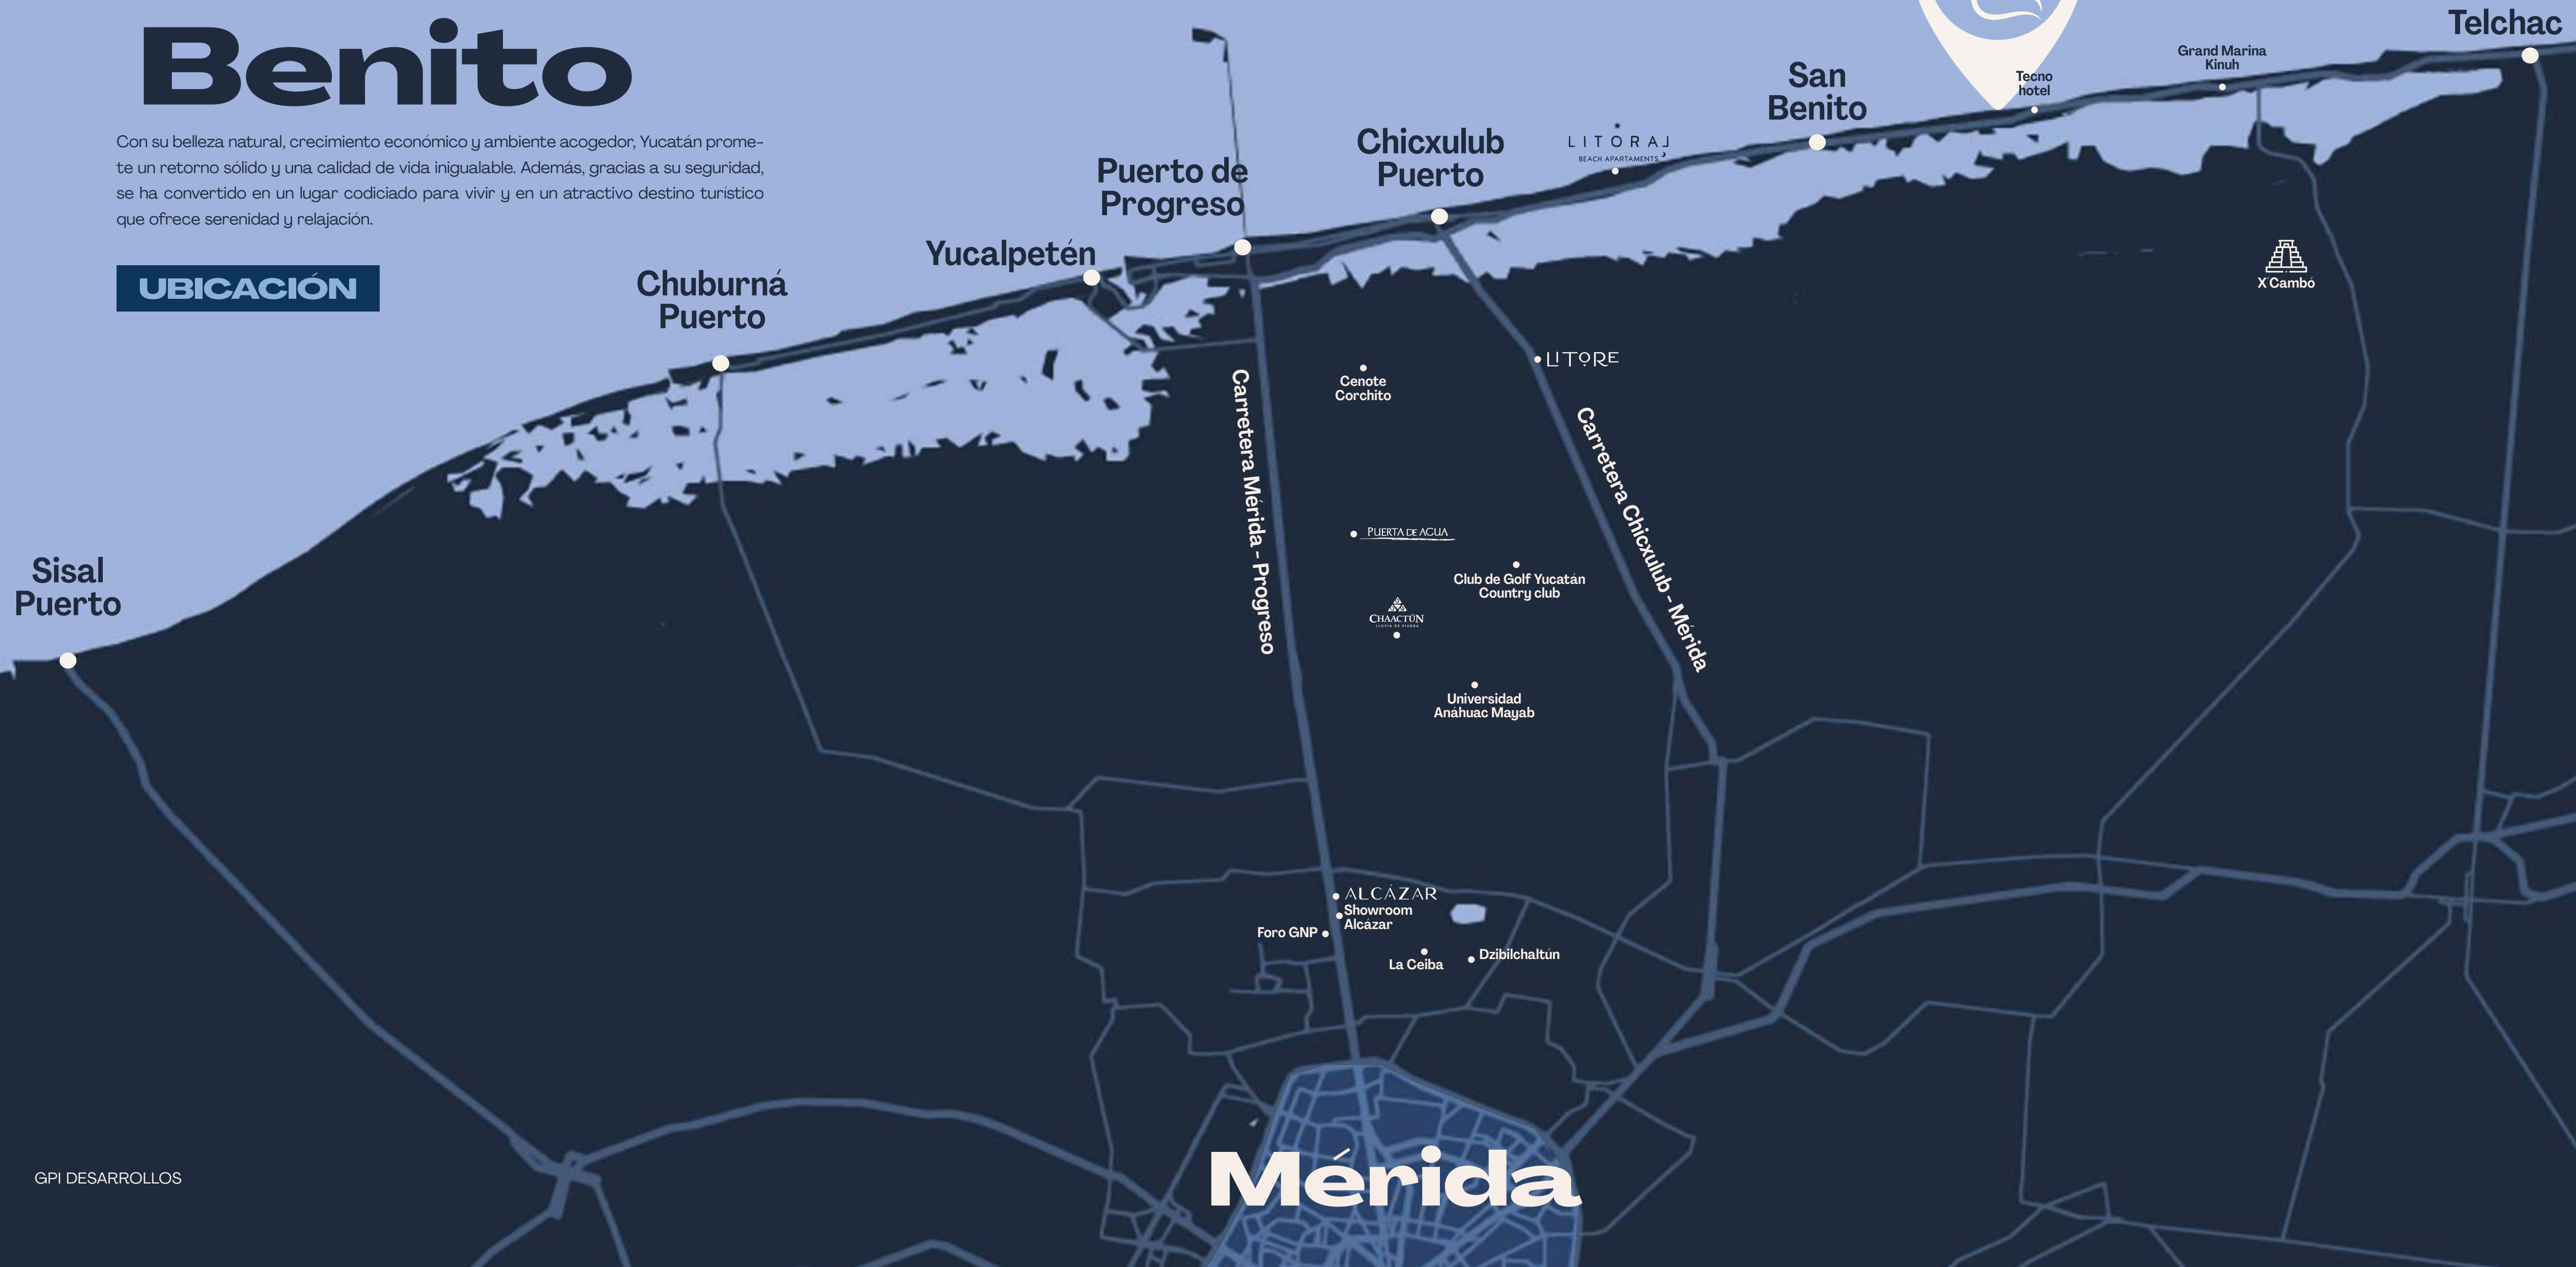 Benito
Con su belleza natural, crecimiento económico y ambiente acogedor, Yucatán prome-
te un retorno sólido y una calidad de vida inigualable. Además, gracias a su seguridad,
se ha convertido en un lugar codiciado para vivir y en un atractivo destino turístico
que ofrece serenidad y relajación.
UBICACIÓN
Telchac
Grand Marina
Kinuh
Tecno
hotel
San
Benito
LITORAL
BEACH APARTMENTS
Chicxulub
Puerto
Puerto de
Progreso
Yucalpetén
Chuburná
Puerto
Sisal
Puerto
X´Cambó
LITORE
Cenote
Corchito
Carretera Mérida - Progreso
Carretera Chicxulub - Mérida
PUERTA DE AGUA
Club de Golf Yucatán
Country club
CHAACTÚN
LLUVIA DE PIEDRA
Universidad
Anáhuac Mayab
ALCÁZAR
Showroom
Alcázar
Foro GNP
La Ceiba
Dzibilchaltún
Mérida
GPI DESARROLLOS